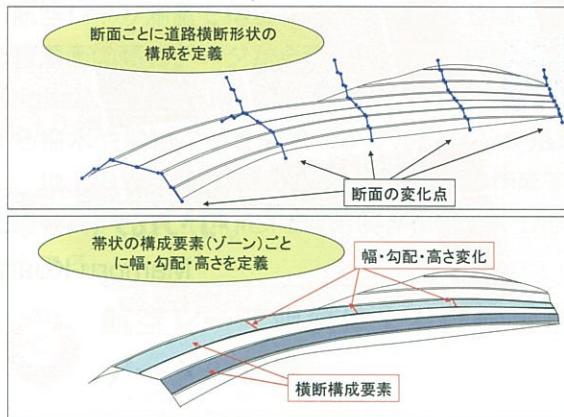 断面ごとに道路横断形状の
構成を定義
断面の変化点
帯状の構成要素(ゾーン)ごと
に幅・勾配・高さを定義
幅・勾配・高さ変化
横断構成要素